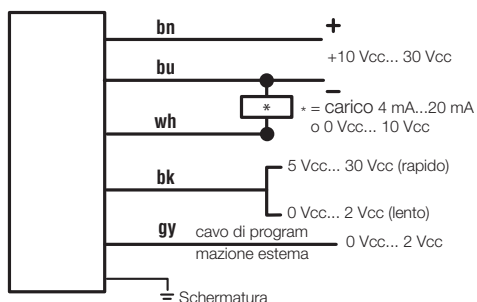 bn
+
+10 Vcc... 30 Vcc
bu
–
*
* = carico 4 mA...20 mA
o 0 Vcc... 10 Vcc
wh
5 Vcc... 30 Vcc (rapido)
bk
0 Vcc... 2 Vcc (lento)
gy
cavo di program
mazione esterna
0 Vcc... 2 Vcc
Schermatura